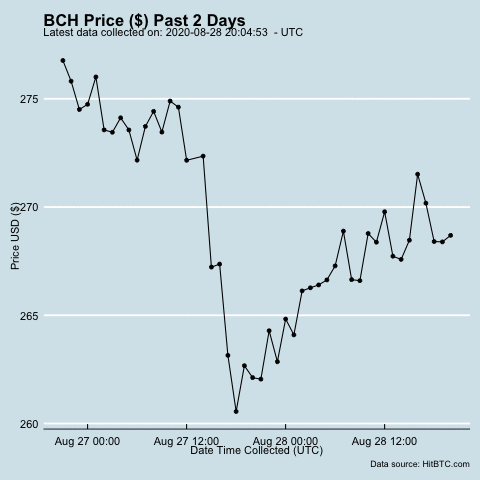 BCH Price ($) Past 2 Days
Latest data collected on: 2020-08-28 20:04:53 - UTC
275
270
265
260
Price USD ($)
Aug 27 00:00 Aug 27 12:00 Aug 28 00:00 Aug 28 12:00
Date Time Collected (UTC)
Data source: HitBTC.com